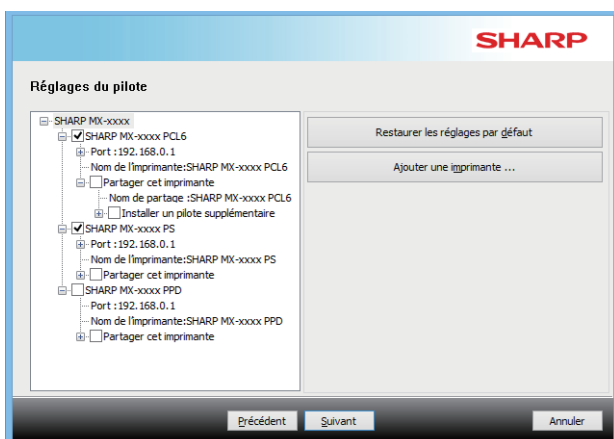 SHARP
Réglages du pilote
SHARP MX-xxxx
SHARP MX-xxxx PCL6
Port :192.168.0.1
Nom de l'imprimante:SHARP MX-xxxx PCL6
Partager cet imprimante
Nom de partage :SHARP MX-xxxx PCL6
Installer un pilote supplémentaire
SHARP MX-xxxx PS
Port :192.168.0.1
Nom de l'imprimante:SHARP MX-xxxx PS
Partager cet imprimante
SHARP MX-xxxx PPD
Port :192.168.0.1
Nom de l'imprimante:SHARP MX-xxxx PPD
Partager cet imprimante
Restaurer les réglages par défaut
Ajouter une imprimante ...
Précédent
Suivant
Annuler